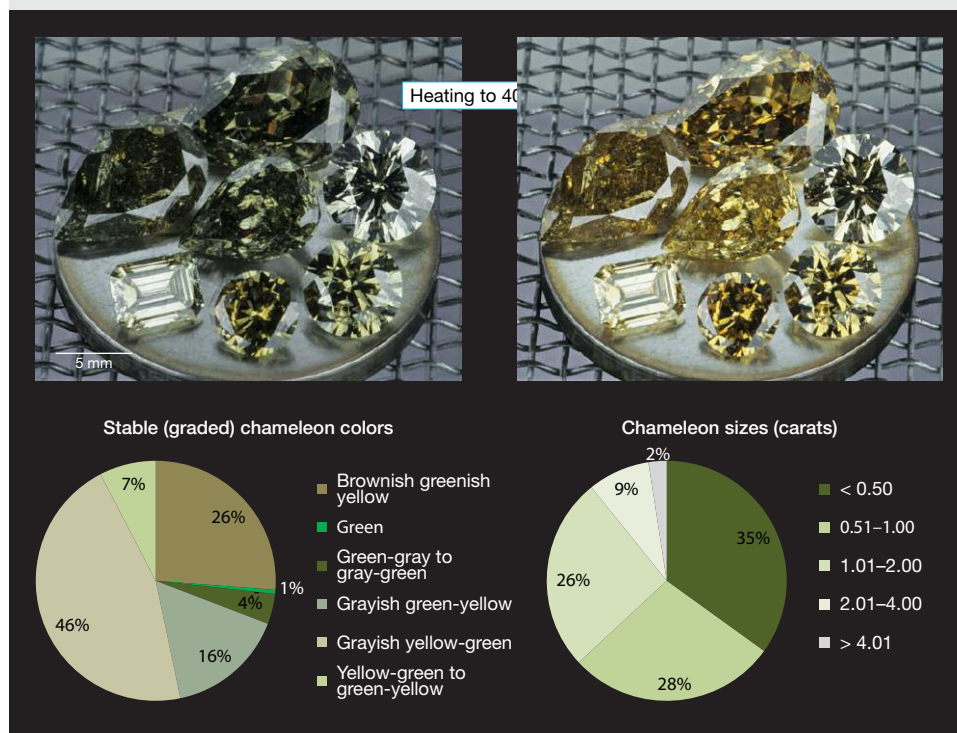 Heating to 40
5 mm
Stable (graded) chameleon colors
7%
26%
1%
4%
16%
46%
Brownish greenish
yellow
Green
Green-gray to
gray-green
Grayish green-yellow
Grayish yellow-green
Yellow-green to
green-yellow
Chameleon sizes (carats)
2%
9%
35%
26%
28%
< 0.50
0.51–1.00
1.01–2.00
2.01–4.00
> 4.01